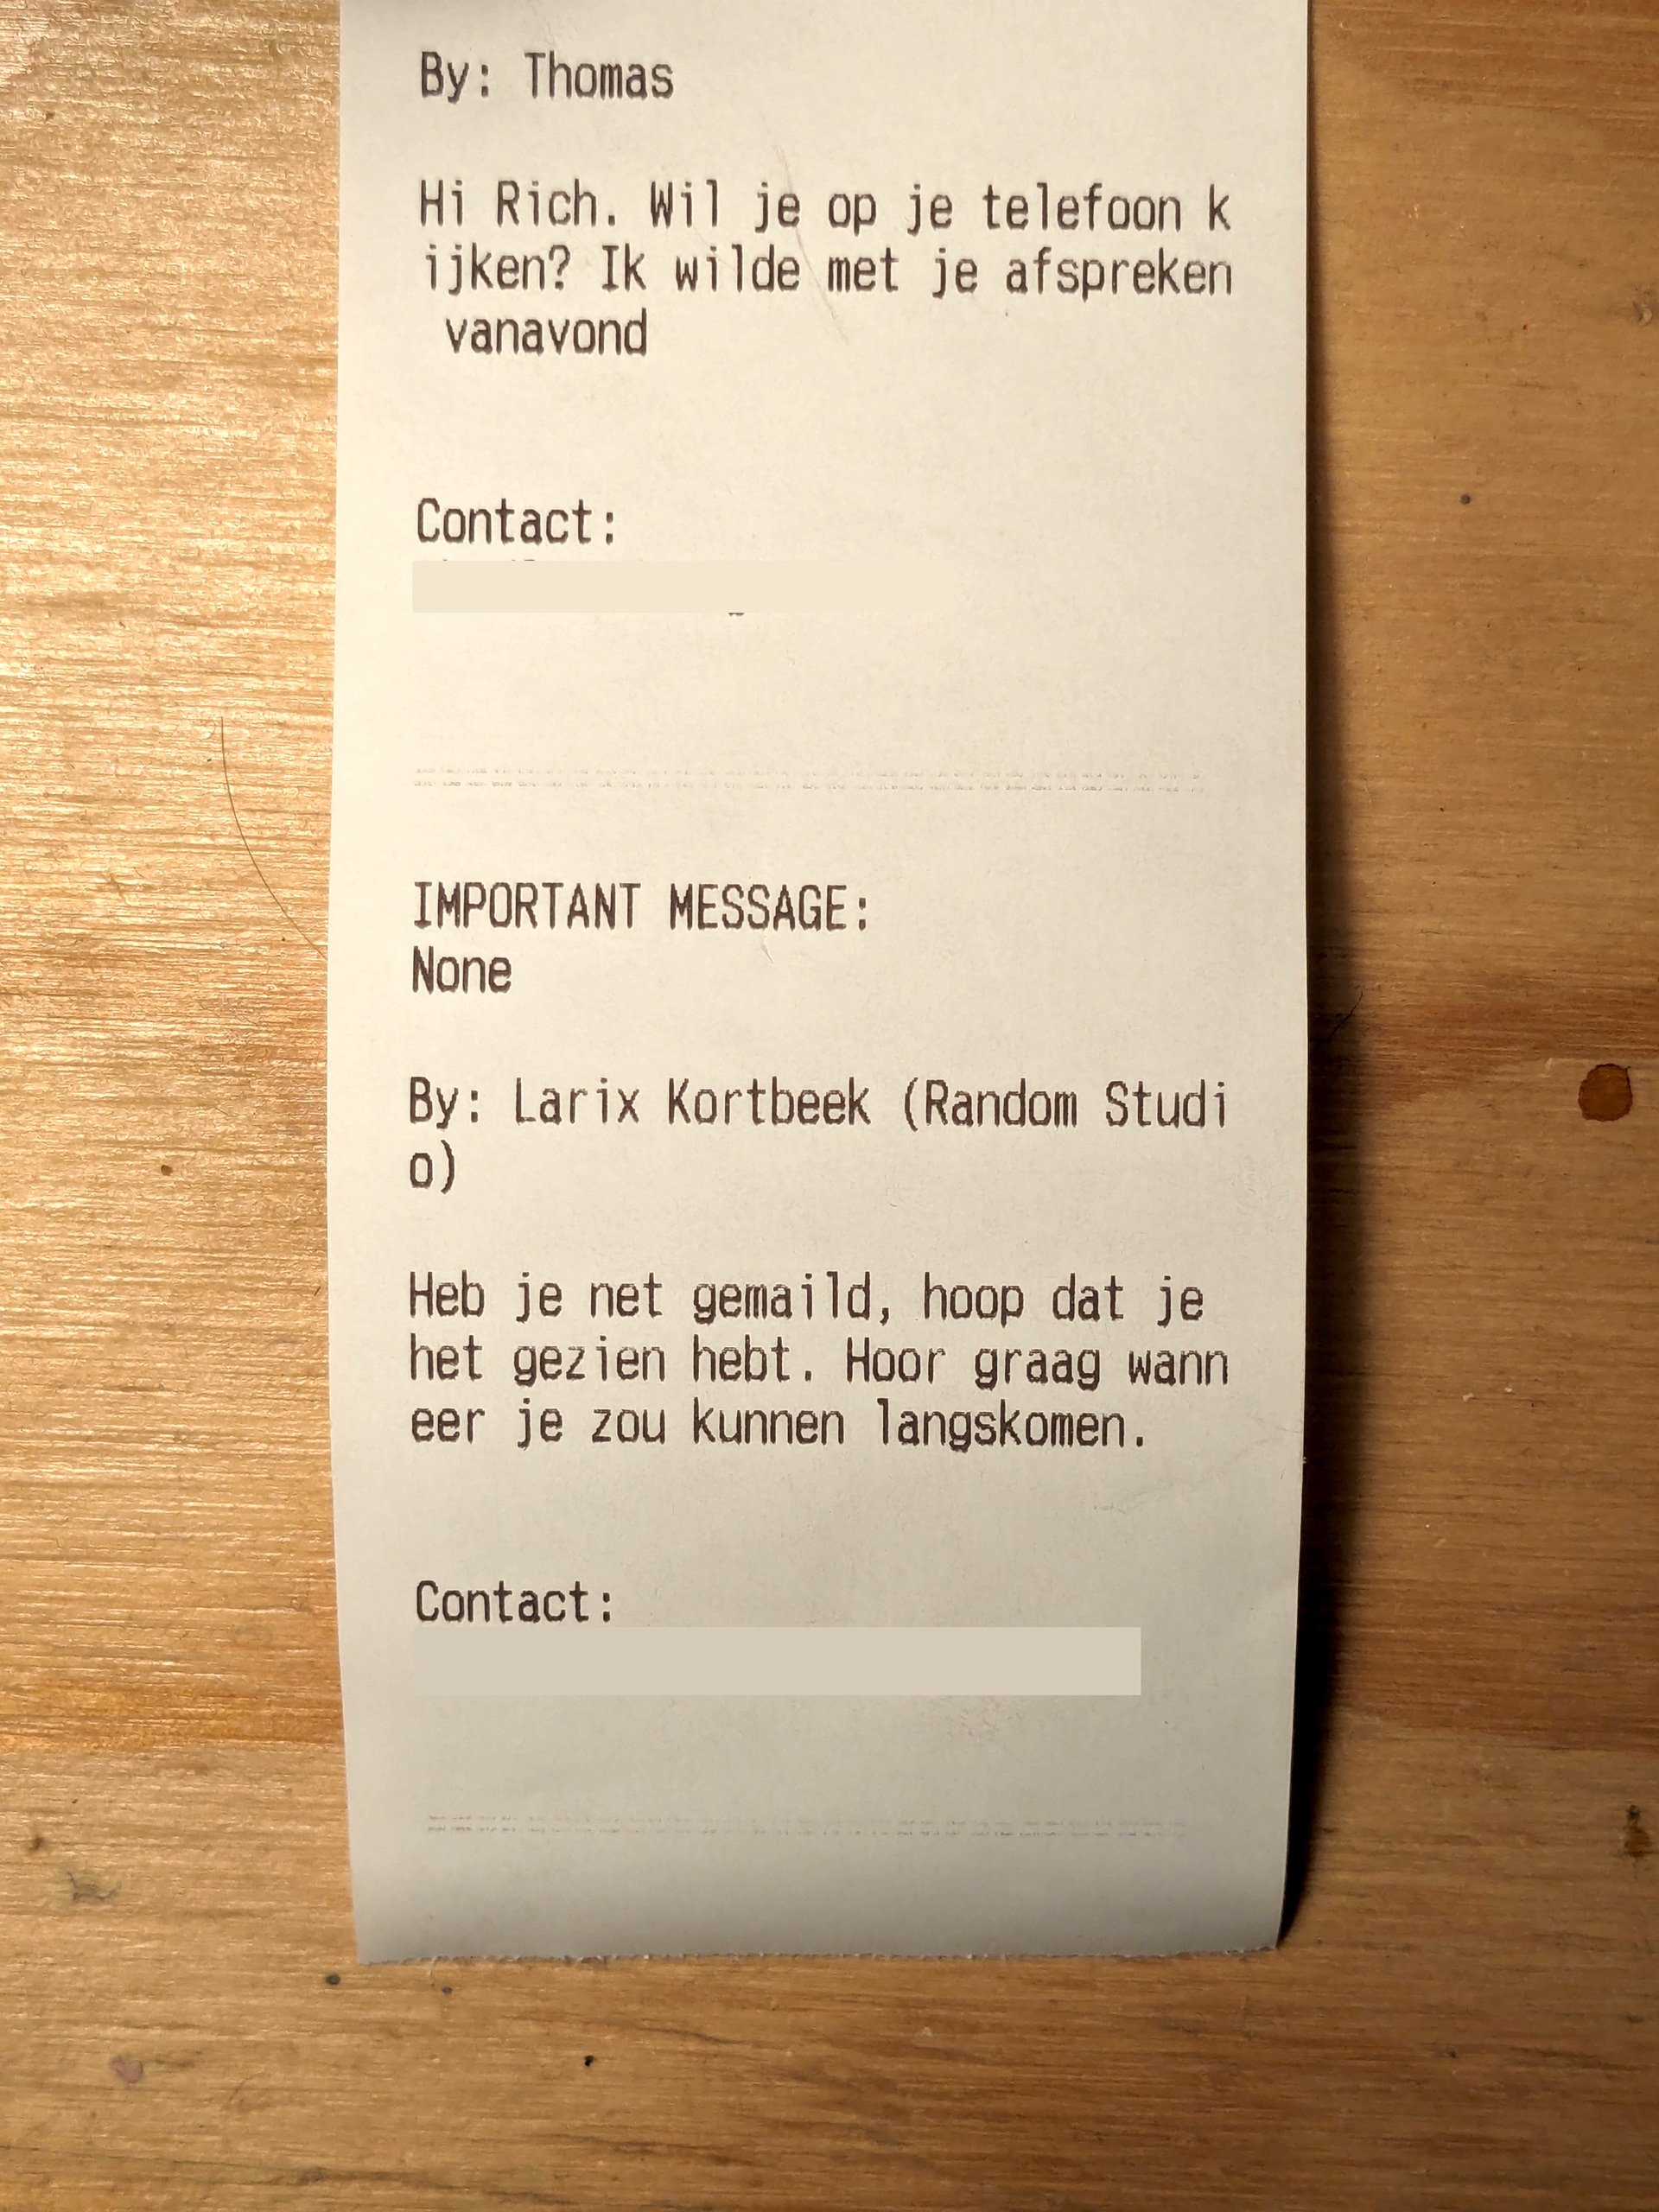 By: Thomas
Hi Rich. Wil je op je telefoon k
ijken? Ik wilde met je afspreken
vanavond
Contact:
IMPORTANT MESSAGE:
None
By: Larix Kortbeek (Random Studi
o)
Heb je net gemaild, hoop dat je
het gezien hebt. Hoor graag wann
eer je zou kunnen langskomen.
Contact: